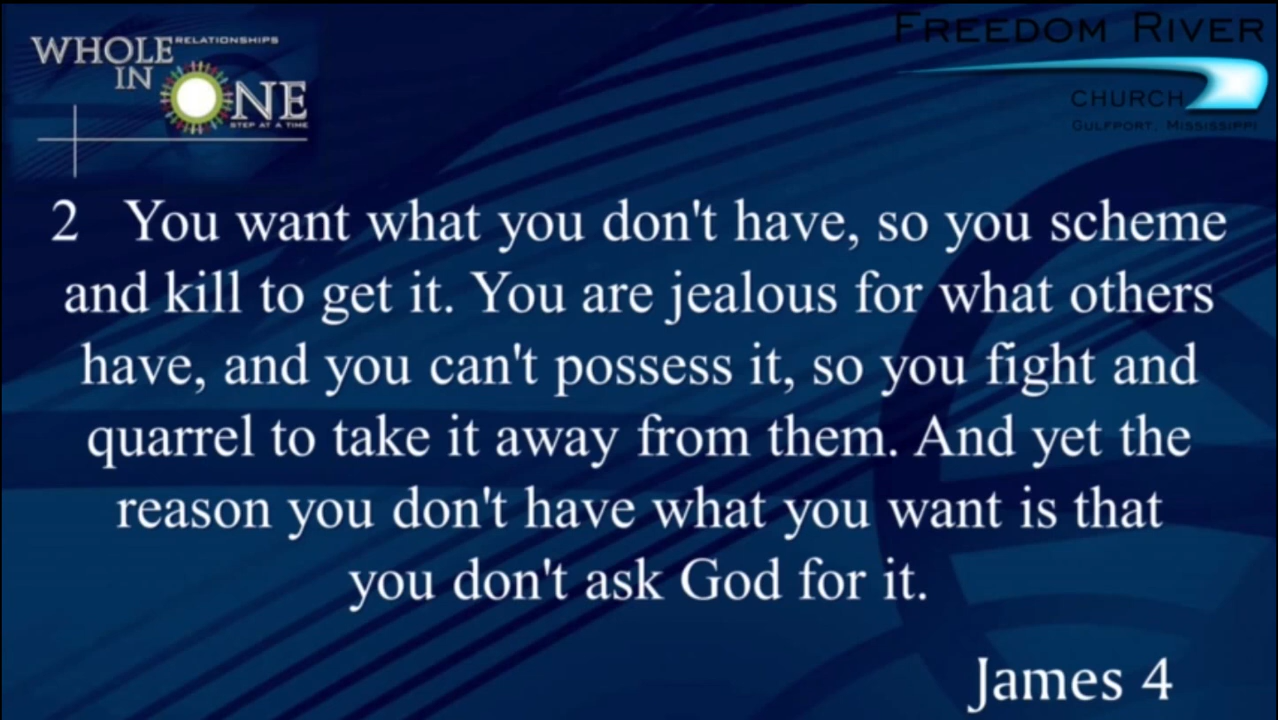 WHOLE RELATIONSHIPS
IN ONE
STEP AT A TIME
FREEDOM RIVER
CHURCH
GULFPORT, MISSISSIPPI
2 You want what you don't have, so you scheme
and kill to get it. You are jealous for what others
have, and you can't possess it, so you fight and
quarrel to take it away from them. And yet the
reason you don't have what you want is that
you don't ask God for it.
James 4